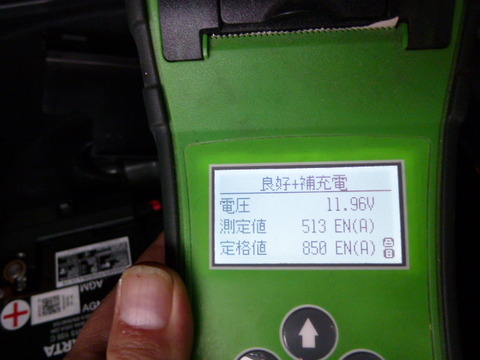 良好+補充電
電圧 11.96V
測定値 513 EN(A)
定格値 850 EN(A)
AGM
RTA